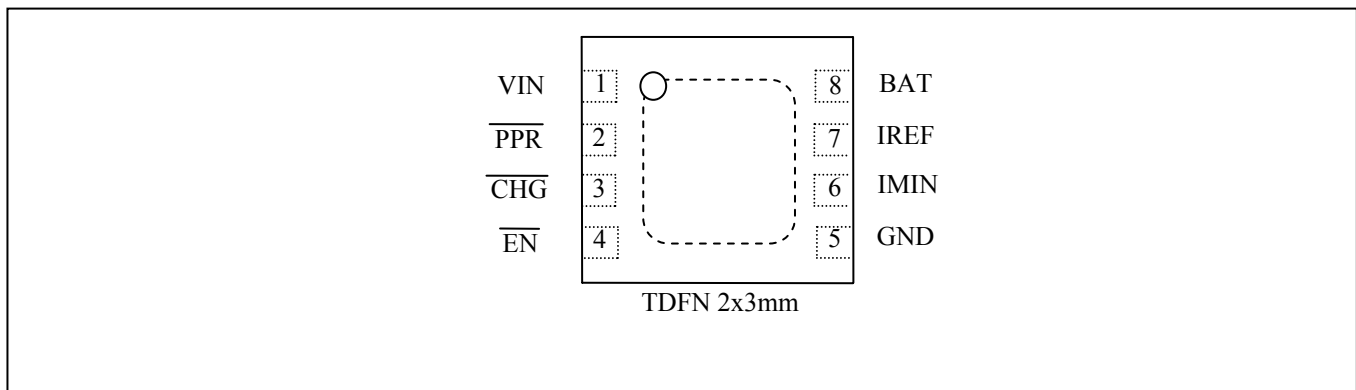 VIN 1 8 BAT
PPR 2 7 IREF
CHG 3 6 IMIN
EN 4 5 GND
TDFN 2x3mm